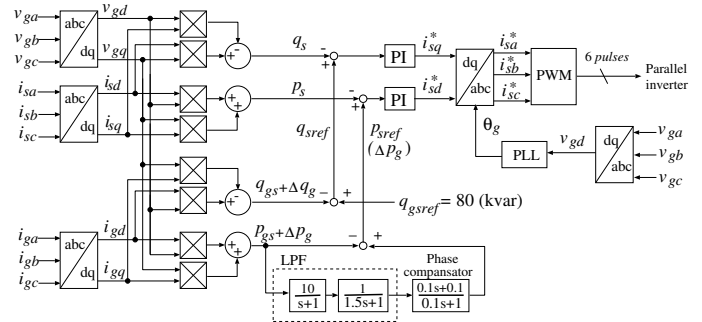 v_ga
v_gb
v_gc
abc
dq
v_gd
v_gq
q_s
PI
i*_sq
dq
abc
i*_sa
i*_sb
i*_sc
PWM
6 pulses
Parallel
inverter
i_sa
i_sb
i_sc
abc
dq
i_sd
i_sq
p_s
PI
i*_sd
q_sref
p_sref
(Δp_g)
θ_g
PLL
v_gd
dq
abc
v_ga
v_gb
v_gc
q_gs+Δq_g
q_gsref = 80 (kvar)
i_ga
i_gb
i_gc
abc
dq
i_gd
i_gq
p_gs+Δp_g
LPF
Phase
compansator
10
s+1
1
1.5s+1
0.1s+0.1
0.1s+1